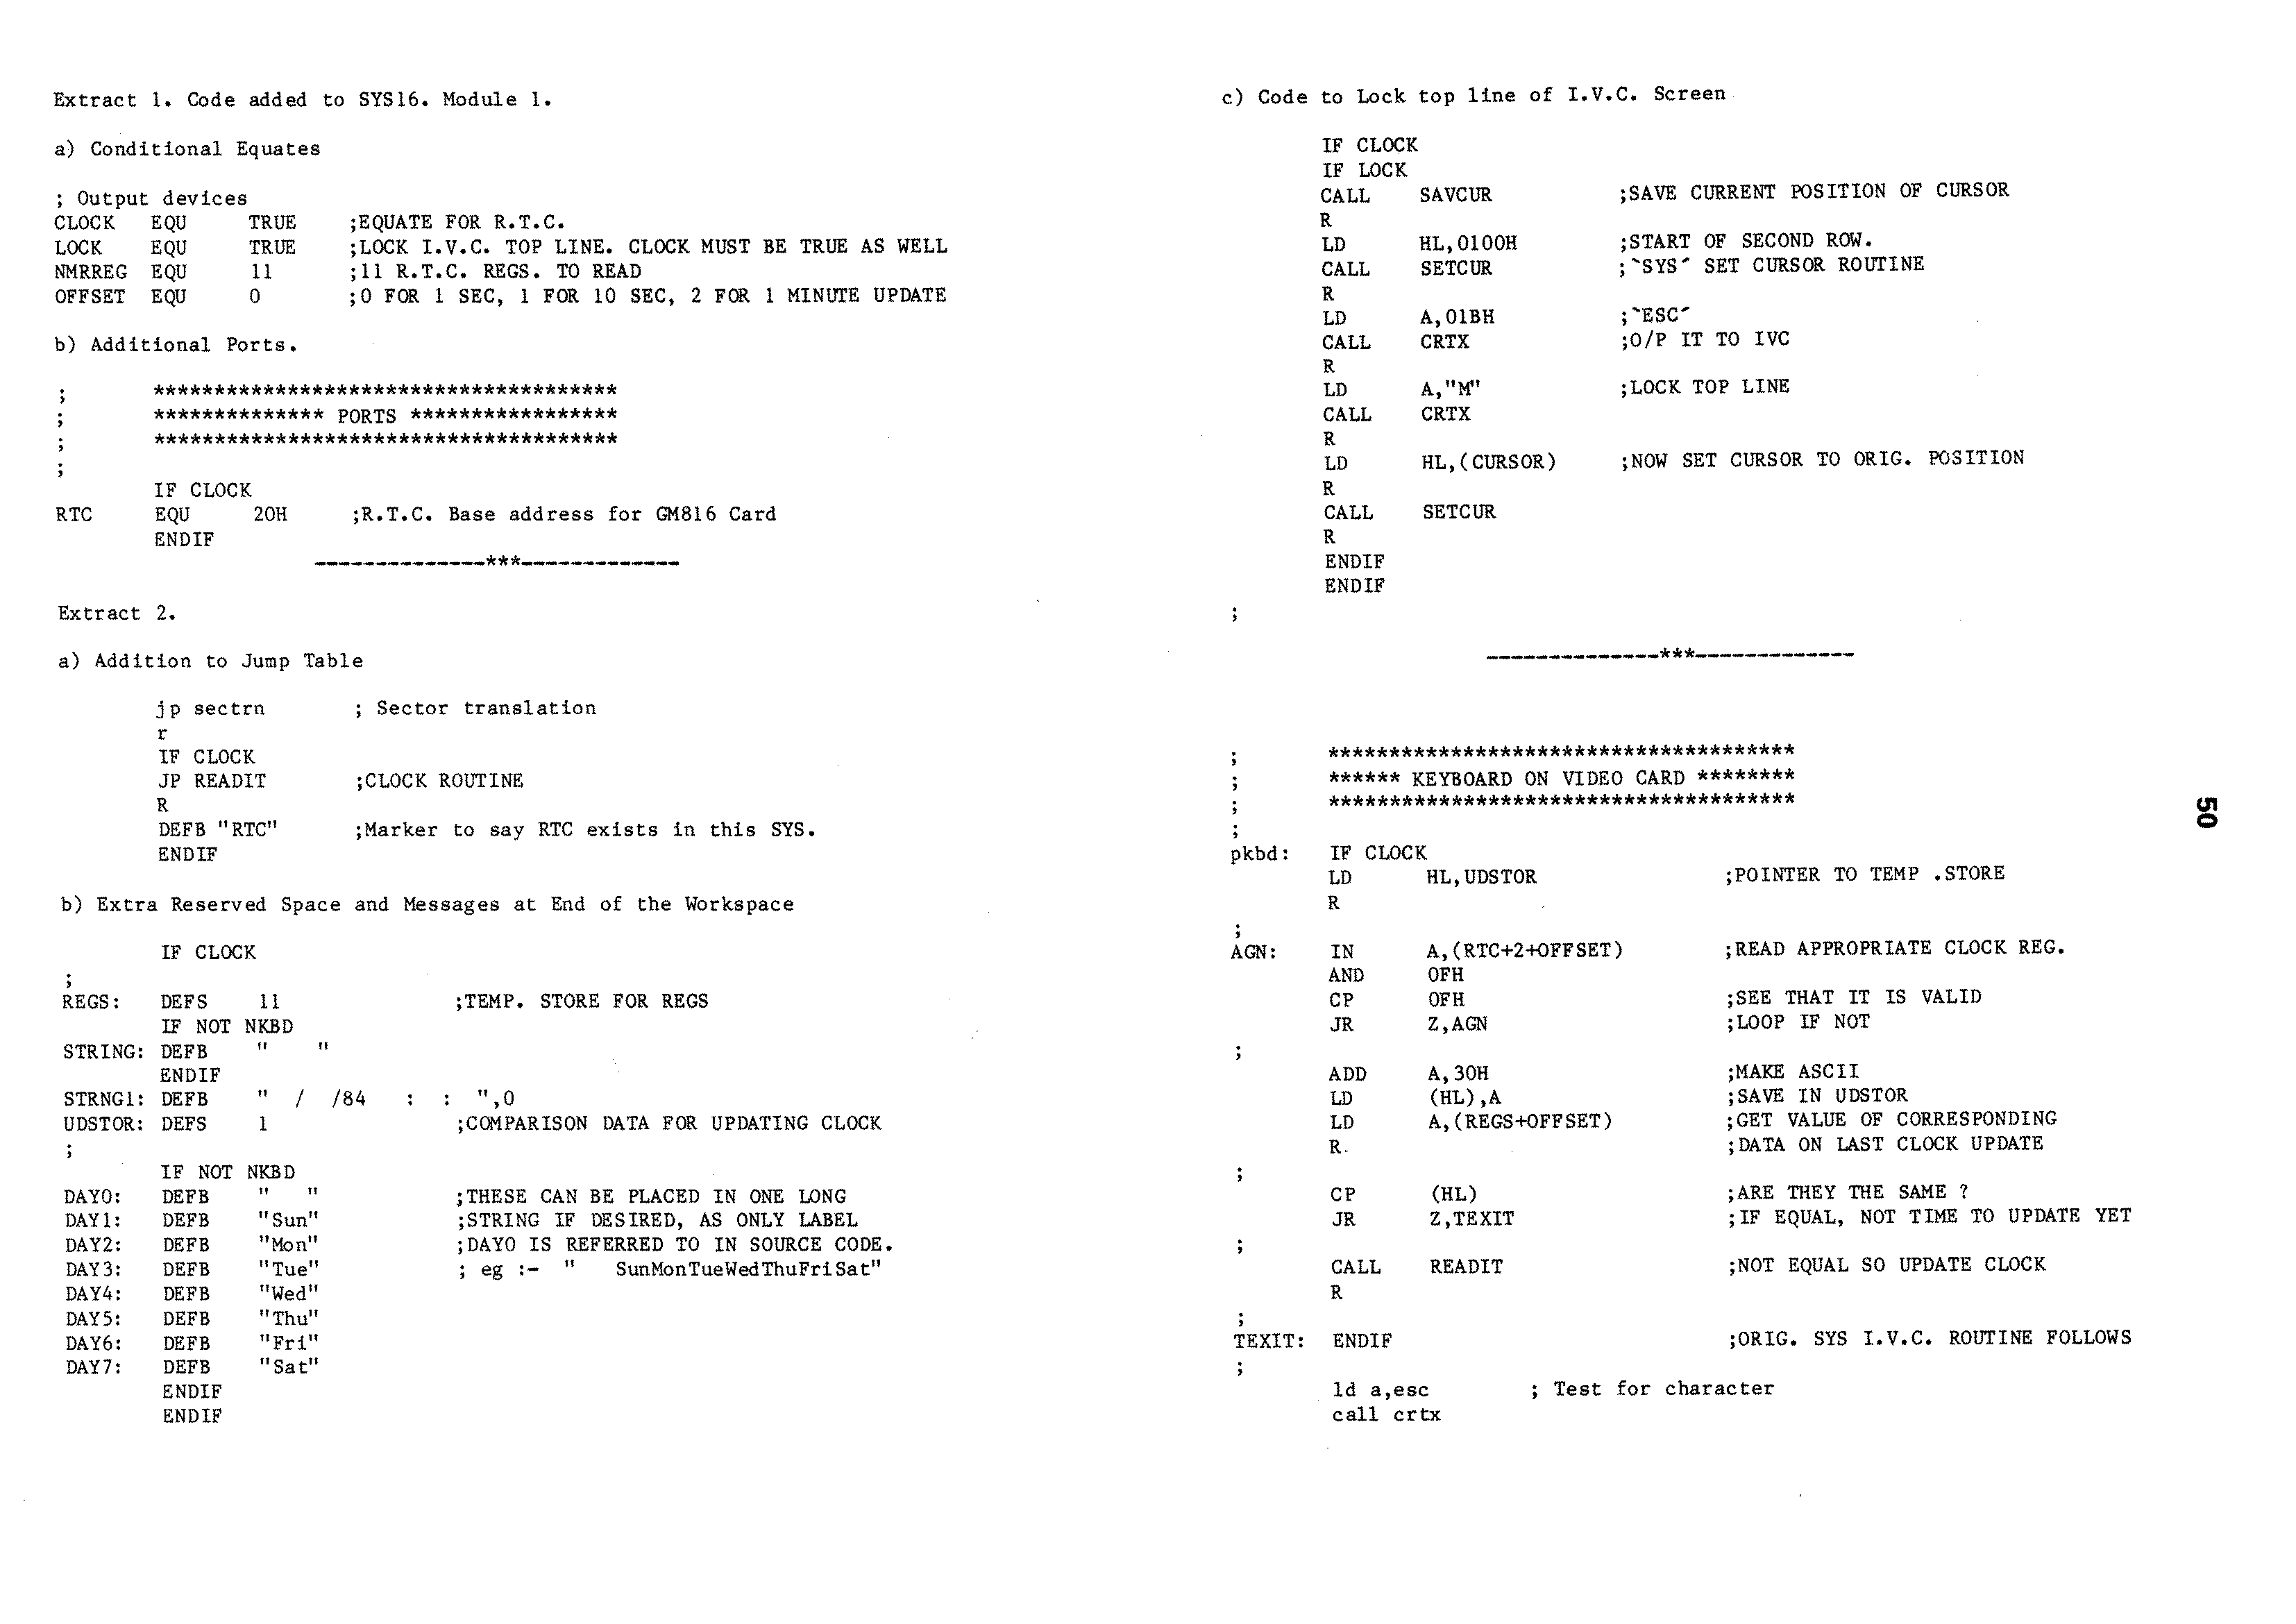 Extract 1. Code added to SYS16. Module 1.
a) Conditional Equates
; Output devices
CLOCK EQU TRUE ;EQUATE FOR R.T.C.
LOCK EQU TRUE ;LOCK I.V.C. TOP LINE. CLOCK MUST BE TRUE AS WELL
NMRREG EQU 11 ;11 R.T.C. REGS. TO READ
OFFSET EQU 0 ;0 FOR 1 SEC, 1 FOR 10 SEC, 2 FOR 1 MINUTE UPDATE
b) Additional Ports.
; **************************************
; ************** PORTS *****************
; **************************************
;
IF CLOCK
RTC EQU 20H ;R.T.C. Base address for GM816 Card
ENDIF
--------------***-------------
Extract 2.
a) Addition to Jump Table
jp sectrn ; Sector translation
r
IF CLOCK
JP READIT ;CLOCK ROUTINE
R
DEFB "RTC" ;Marker to say RTC exists in this SYS.
ENDIF
b) Extra Reserved Space and Messages at End of the Workspace
IF CLOCK
;
REGS: DEFS 11 ;TEMP. STORE FOR REGS
IF NOT NKBD
STRING: DEFB "    "
ENDIF
STRNG1: DEFB "  /  /84   :  :  ",0
UDSTOR: DEFS 1 ;COMPARISON DATA FOR UPDATING CLOCK
;
IF NOT NKBD
DAY0: DEFB "   " ;THESE CAN BE PLACED IN ONE LONG
DAY1: DEFB "Sun" ;STRING IF DESIRED, AS ONLY LABEL
DAY2: DEFB "Mon" ;DAY0 IS REFERRED TO IN SOURCE CODE.
DAY3: DEFB "Tue" ; eg :- "   SunMonTueWedThuFriSat"
DAY4: DEFB "Wed"
DAY5: DEFB "Thu"
DAY6: DEFB "Fri"
DAY7: DEFB "Sat"
ENDIF
ENDIF
c) Code to Lock top line of I.V.C. Screen
IF CLOCK
IF LOCK
CALL SAVCUR ;SAVE CURRENT POSITION OF CURSOR
R
LD HL,0100H ;START OF SECOND ROW.
CALL SETCUR ;`SYS´ SET CURSOR ROUTINE
R
LD A,01BH ;`ESC´
CALL CRTX ;O/P IT TO IVC
R
LD A,"M" ;LOCK TOP LINE
CALL CRTX
R
LD HL,(CURSOR) ;NOW SET CURSOR TO ORIG. POSITION
R
CALL SETCUR
R
ENDIF
ENDIF
;
--------------***-------------
; **************************************
; ****** KEYBOARD ON VIDEO CARD ********
; **************************************
;
pkbd: IF CLOCK
LD HL,UDSTOR ;POINTER TO TEMP .STORE
R
;
AGN: IN A,(RTC+2+OFFSET) ;READ APPROPRIATE CLOCK REG.
AND 0FH
CP 0FH ;SEE THAT IT IS VALID
JR Z,AGN ;LOOP IF NOT
;
ADD A,30H ;MAKE ASCII
LD (HL),A ;SAVE IN UDSTOR
LD A,(REGS+OFFSET) ;GET VALUE OF CORRESPONDING
R. ;DATA ON LAST CLOCK UPDATE
;
CP (HL) ;ARE THEY THE SAME ?
JR Z,TEXIT ;IF EQUAL, NOT TIME TO UPDATE YET
;
CALL READIT ;NOT EQUAL SO UPDATE CLOCK
R
;
TEXIT: ENDIF ;ORIG. SYS I.V.C. ROUTINE FOLLOWS
;
ld a,esc ; Test for character
call crtx
50